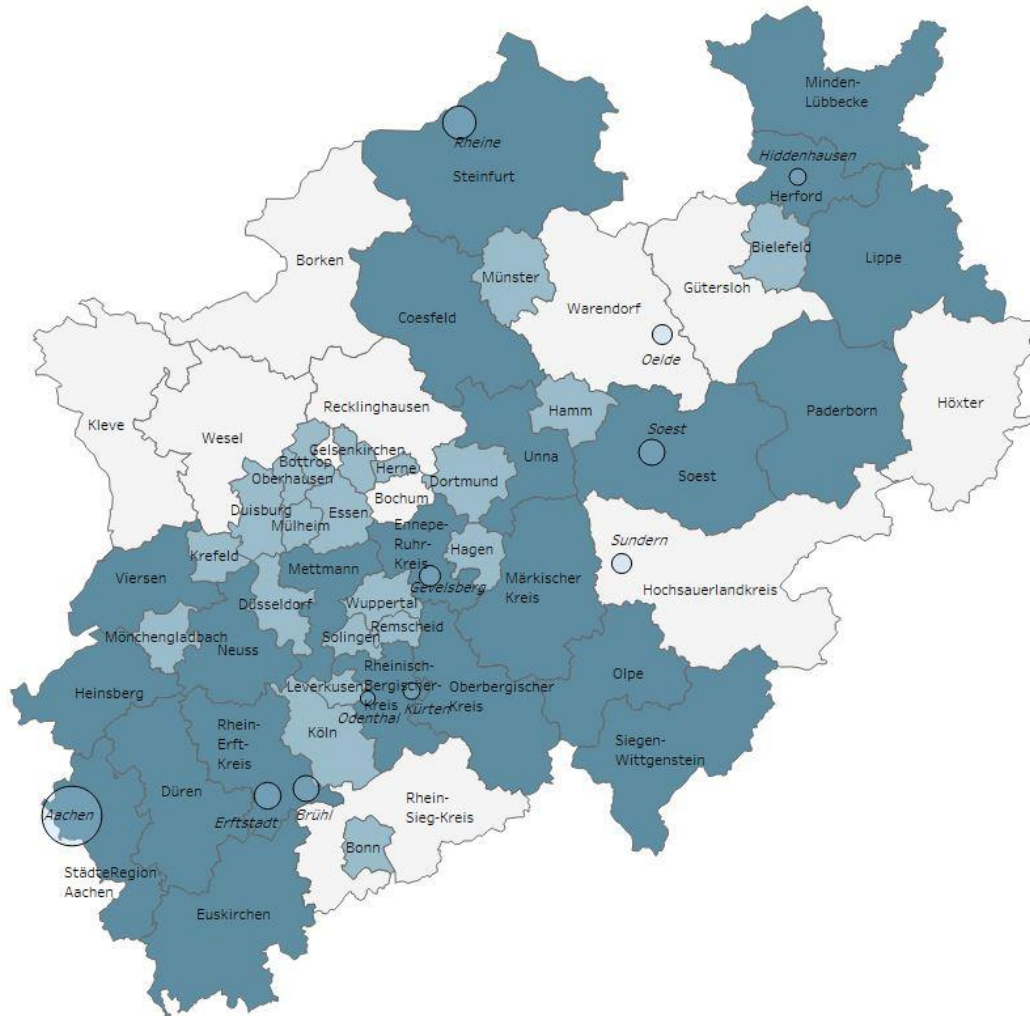 Minden-
Lübbecke
Rheine
Hiddenhausen
Steinfurt
Herford
Bielefeld
Lippe
Borken
Münster
Gütersloh
Warendorf
Coesfeld
Oelde
Recklinghausen
Hamm
Paderborn
Höxter
Kleve
Wesel
Soest
Gelsenkirchen
Unna
Bottrop
Herne
Soest
Oberhausen
Dortmund
Bochum
Duisburg
Essen
Mülheim
Ennepe-
Ruhr-
Kreis
Sundern
Krefeld
Hagen
Mettmann
Viersen
Gevelsberg
Märkischer
Kreis
Hochsauerlandkreis
Düsseldorf
Wuppertal
Remscheid
Mönchengladbach
Solingen
Neuss
Rheinisch-
Bergischer-
Kreis
Olpe
Heinsberg
Leverkusen
Oberbergischer
Kreis
Kürten
Odenthal
Rhein-
Erft-
Kreis
Köln
Siegen-
Wittgenstein
Düren
Rhein-
Sieg-Kreis
Aachen
Erftstadt
Brühl
Bonn
StädteRegion
Aachen
Euskirchen